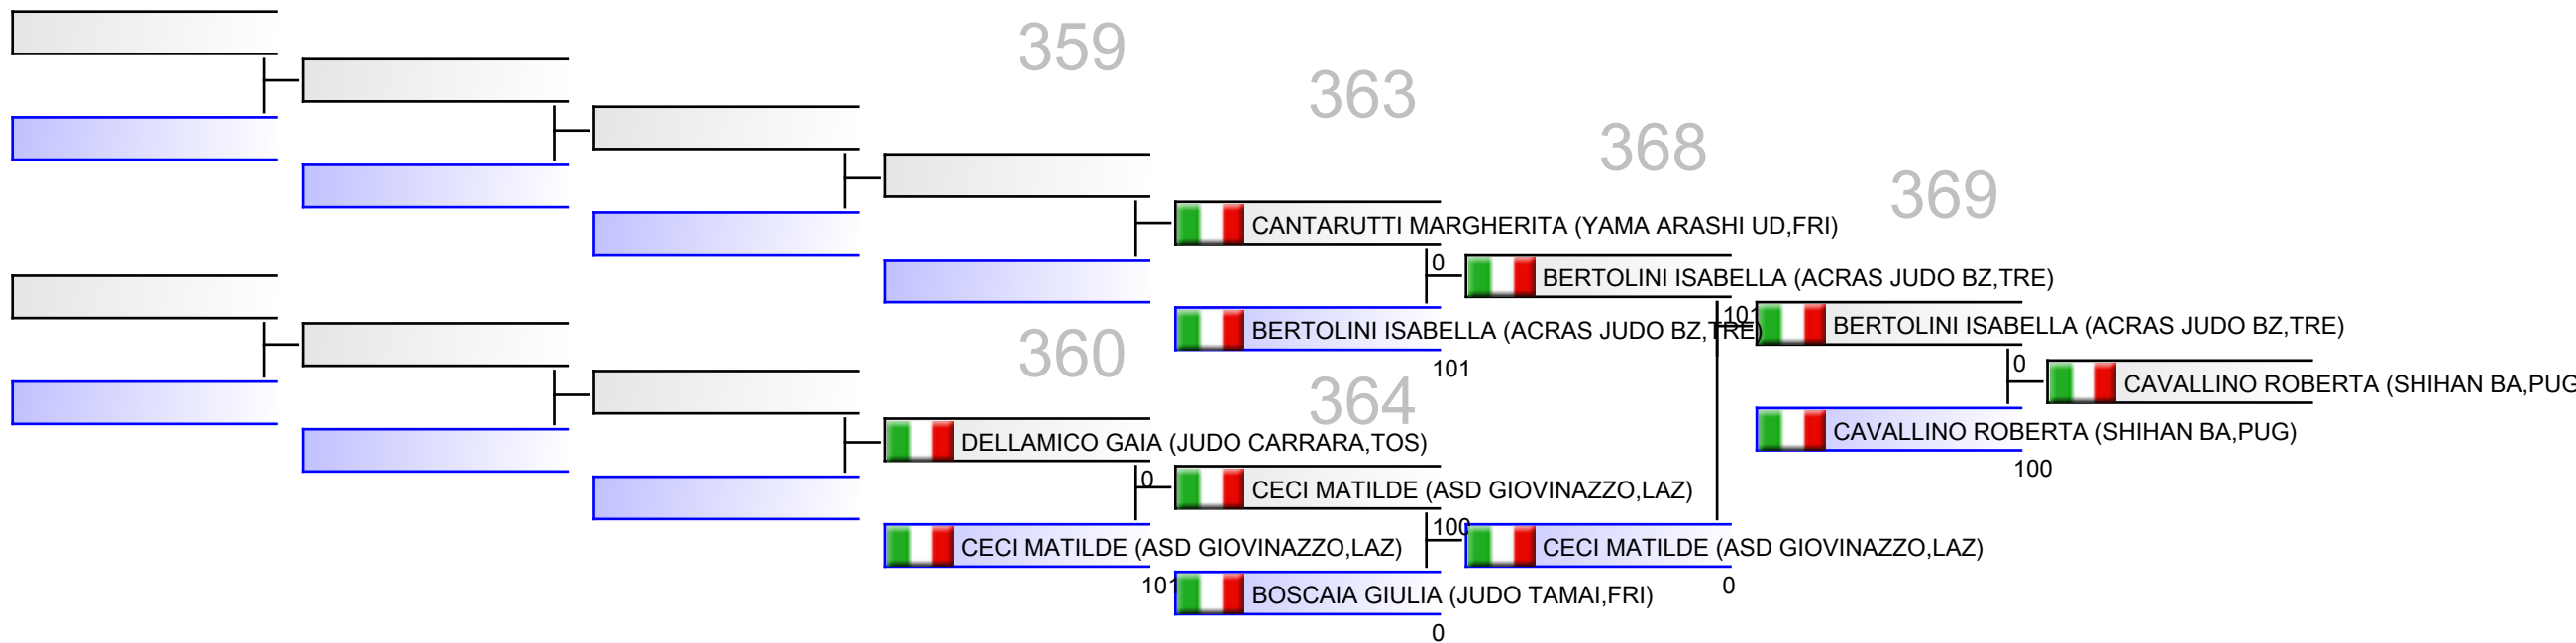 359
363
368
369
CANTARUTTI MARGHERITA (YAMA ARASHI UD,FRI)
0
BERTOLINI ISABELLA (ACRAS JUDO BZ,TRE)
101
BERTOLINI ISABELLA (ACRAS JUDO BZ,TRE)
BERTOLINI ISABELLA (ACRAS JUDO BZ,TRE)
360
101
0
364
CAVALLINO ROBERTA (SHIHAN BA,PUG
CAVALLINO ROBERTA (SHIHAN BA,PUG)
DELLAMICO GAIA (JUDO CARRARA,TOS)
100
0
CECI MATILDE (ASD GIOVINAZZO,LAZ)
100
CECI MATILDE (ASD GIOVINAZZO,LAZ)
CECI MATILDE (ASD GIOVINAZZO,LAZ)
101
0
BOSCAIA GIULIA (JUDO TAMAI,FRI)
0